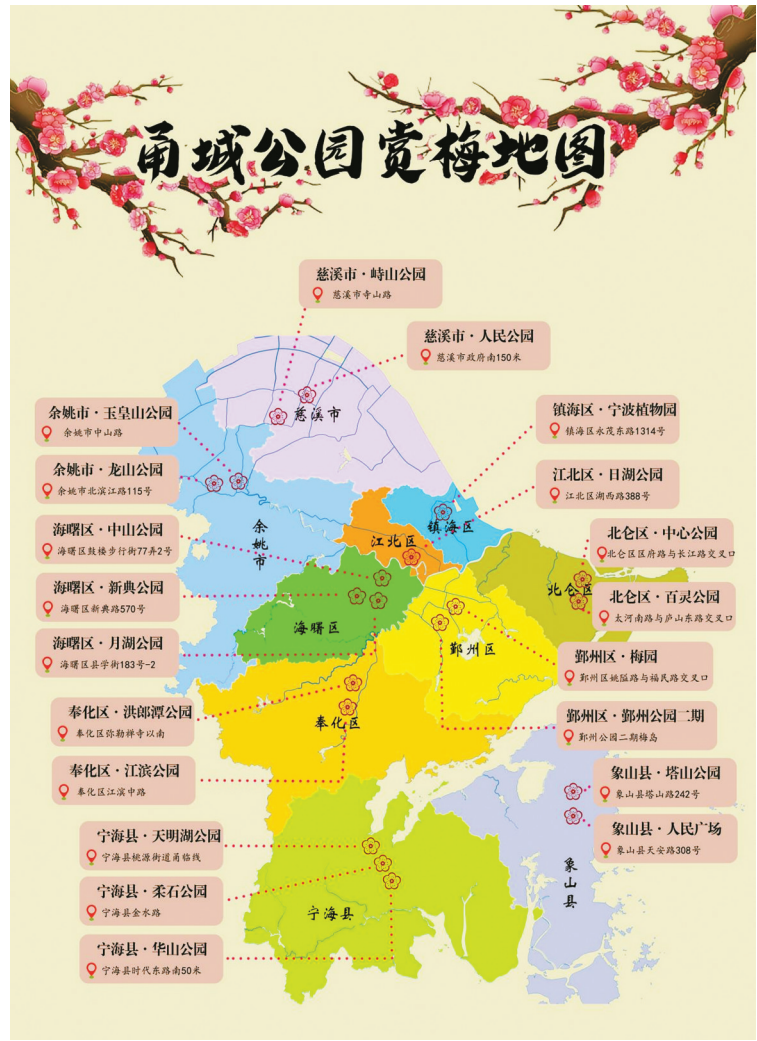 甬城公园赏梅地图
慈溪市·峙山公园
慈溪市寺山路
慈溪市·人民公园
慈溪市政府南150米
余姚市·玉皇山公园
余姚市中山路
余姚市·龙山公园
余姚市北滨江路115号
海曙区·中山公园
海曙区鼓楼步行街77弄2号
海曙区·新典公园
海曙区新典路570号
海曙区·月湖公园
海曙区县学街183号-2
奉化区·洪郎潭公园
奉化区弥勒禅寺以南
奉化区·江滨公园
奉化区江滨中路
宁海县·天明湖公园
宁海县桃源街道甬临线
宁海县·柔石公园
宁海县金水路
宁海县·华山公园
宁海县时代东路南50米
镇海区·宁波植物园
镇海区永茂东路1314号
江北区·日湖公园
江北区湖西路388号
北仑区·中心公园
北仑区区府路与长江路交叉口
北仑区·百灵公园
太河南路与庐山东路交叉口
鄞州区·梅园
鄞州区姚隘路与福民路交叉口
鄞州区·鄞州公园二期
鄞州公园二期梅岛
象山县·塔山公园
象山县塔山路242号
象山县·人民广场
象山县天安路308号
慈溪市
余姚市
江北区
镇海区
北仑区
海曙区
鄞州区
奉化区
宁海县
象山县